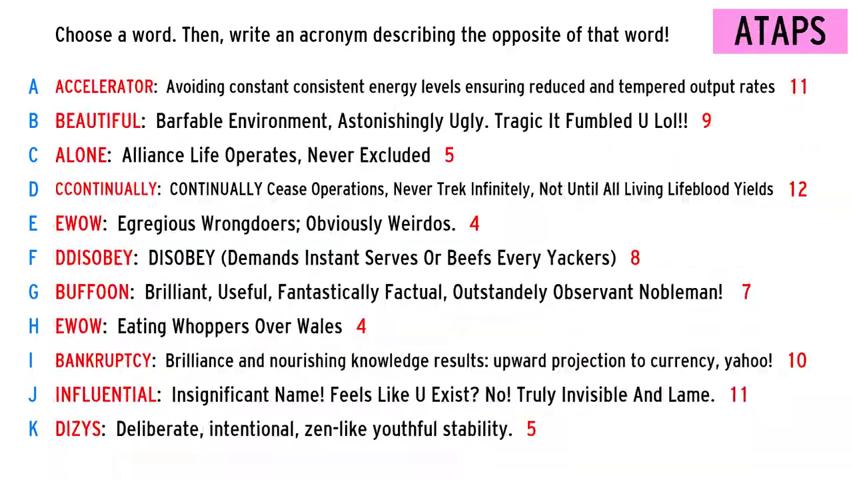 Choose a word. Then, write an acronym describing the opposite of that word!
ATAPS
A ACCELERATOR: Avoiding constant consistent energy levels ensuring reduced and tempered output rates 11
B BEAUTIFUL: Barfable Environment, Astonishingly Ugly. Tragic It Fumbled U Lol!! 9
C ALONE: Alliance Life Operates, Never Excluded 5
D CCONTINUALLY: CONTINUALLY Cease Operations, Never Trek Infinitely, Not Until All Living Lifeblood Yields 12
E EWOW: Egregious Wrongdoers; Obviously Weirdos. 4
F DDISOBEY: DISOBEY (Demands Instant Serves Or Beefs Every Yackers) 8
G BUFFOON: Brilliant, Useful, Fantastically Factual, Outstandely Observant Nobleman! 7
H EWOW: Eating Whoppers Over Wales 4
I BANKRUPTCY: Brilliance and nourishing knowledge results: upward projection to currency, yahoo! 10
J INFLUENTIAL: Insignificant Name! Feels Like U Exist? No! Truly Invisible And Lame. 11
K DIZYS: Deliberate, intentional, zen-like youthful stability. 5